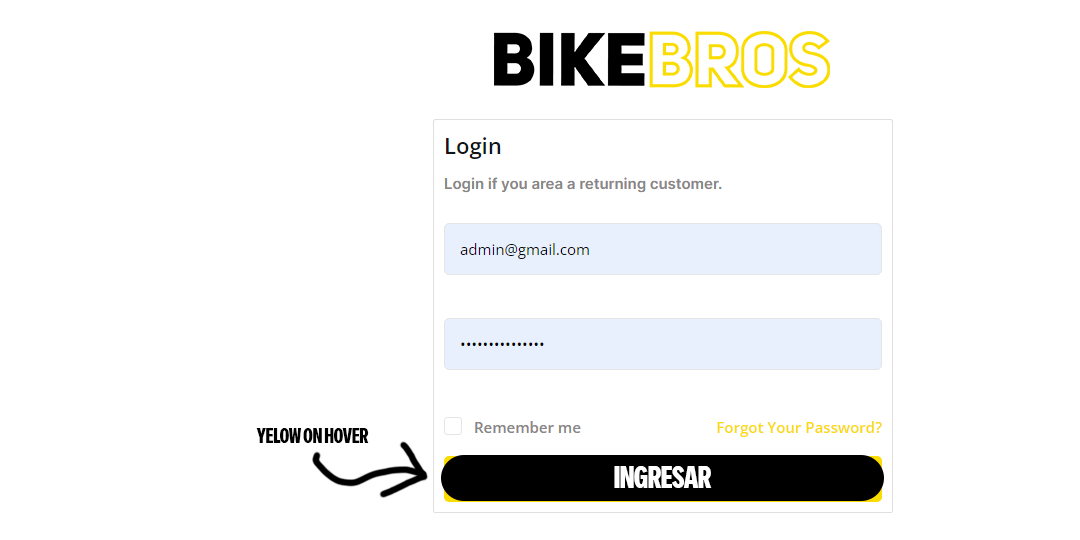 BIKEBROS
Login
Login if you area a returning customer.
admin@gmail.com
•••••••••••••••
Remember me
Forgot Your Password?
YELOW ON HOVER
INGRESAR